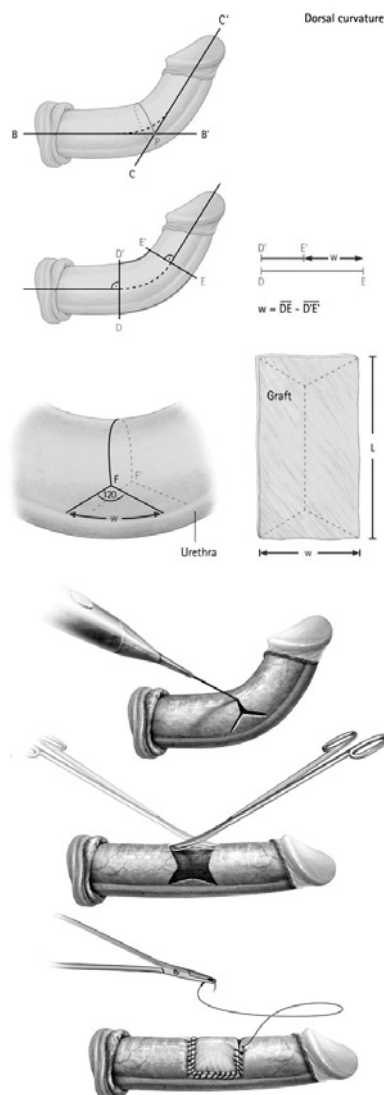 Dorsal curvature
C'
B
B'
P
C
D'
E'
E
D
D'
E'
w
D
E
w = DE - D'E'
Graft
L
w
F
F'
120
w
Urethra